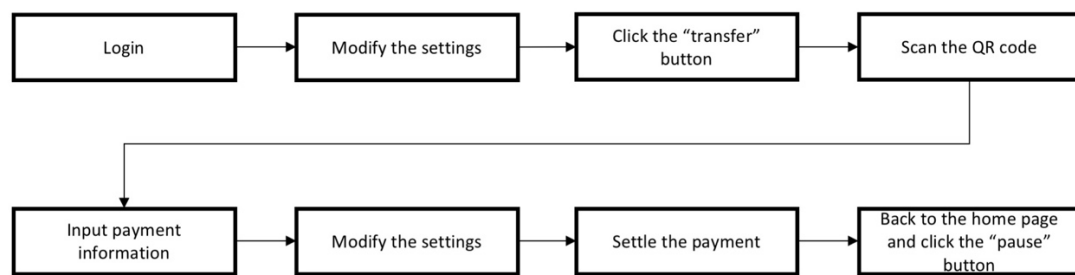 Login
Modify the settings
Click the “transfer”
button
Scan the QR code
Input payment
information
Modify the settings
Settle the payment
Back to the home page
and click the “pause”
button